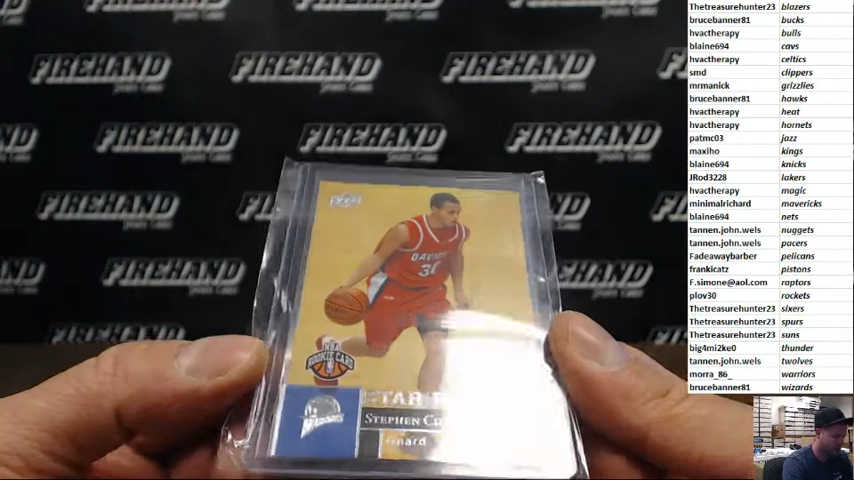 FIREHAND
FIREHAND
FIREHAND
FIREHAND
FIREHAND
FIREHAND
FIREHAND
FIREHAND
FIREHAND
FIREHAND
DAVI
30
NBA
ROOKIE CARD
STAR
STEPHEN
Guard
Thetreasurehunter23 blazers
brucebanner81 bucks
hvactherapy bulls
blaine694 cavs
hvactherapy celtics
smd clippers
mrmanick grizzlies
brucebanner81 hawks
hvactherapy heat
hvactherapy hornets
patmc03 jazz
maxiho kings
blaine694 knicks
JRod3228 lakers
hvactherapy magic
minimalrichard mavericks
blaine694 nets
tannen.john.wels nuggets
tannen.john.wels pacers
Fadeawaybarber pelicans
frankicatz pistons
F.simone@aol.com raptors
plov30 rockets
Thetreasurehunter23 sixers
Thetreasurehunter23 spurs
Thetreasurehunter23 suns
big4mi2ke0 thunder
tannen.john.wels twolves
morra_86_ warriors
brucebanner81 wizards